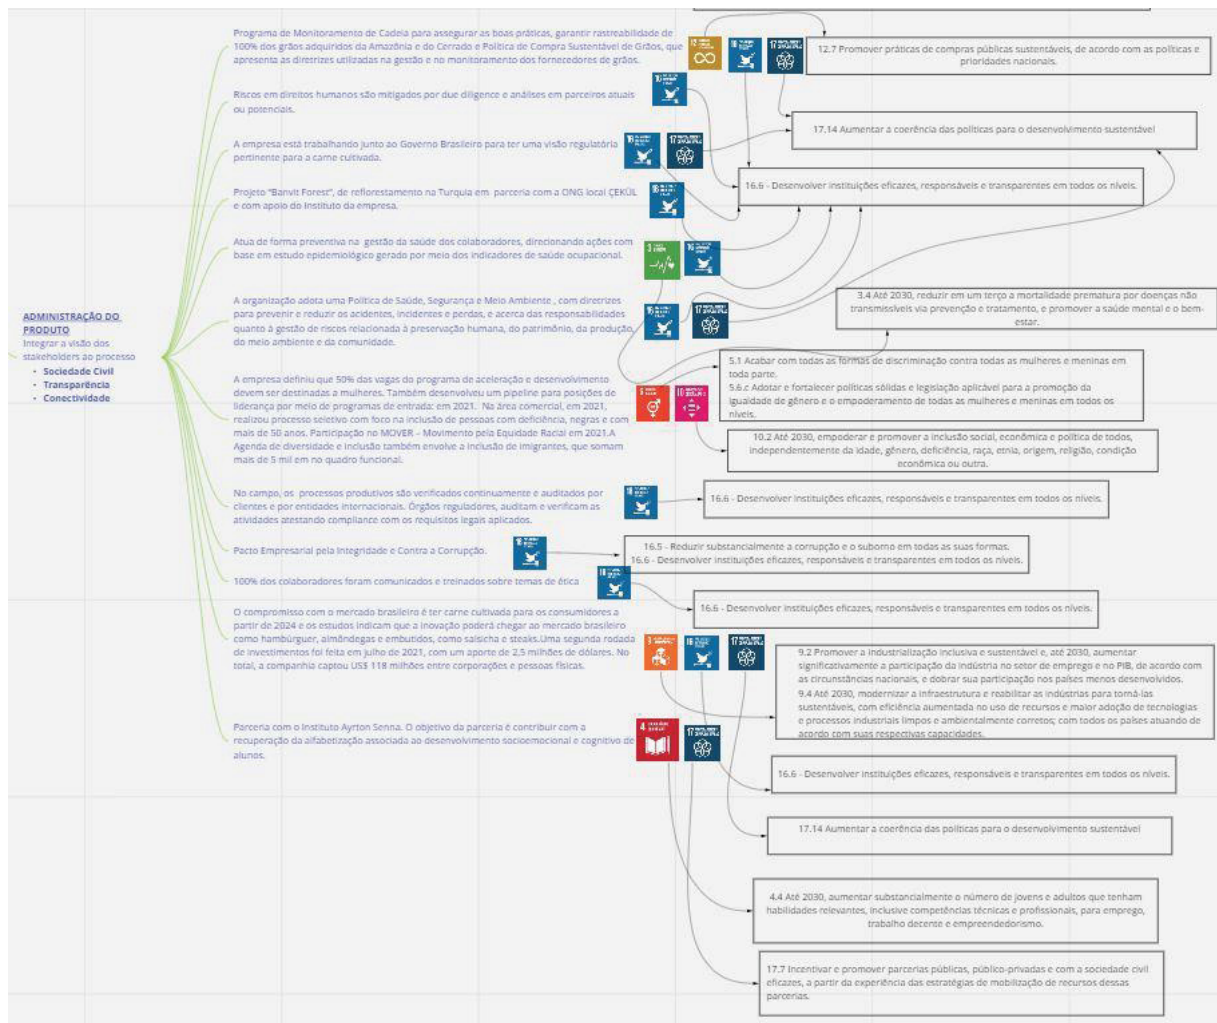 Programa de Monitoramento de Cadeia para assegurar as boas práticas, garantir rastreabilidade de
100% dos grãos adquiridos da Amazônia e do Cerrado e Política de Compra Sustentável de Grãos, que
apresenta as diretrizes utilizadas na gestão e no monitoramento dos fornecedores de grãos.
12.7 Promover práticas de compras públicas sustentáveis, de acordo com as políticas e
prioridades nacionais.
Riscos em direitos humanos são mitigados por due diligence e análises em parceiros atuais
ou potenciais.
17.14 Aumentar a coerência das políticas para o desenvolvimento sustentável
A empresa está trabalhando junto ao Governo Brasileiro para ter uma visão regulatória
pertinente para a carne cultivada.
16.6 - Desenvolver instituições eficazes, responsáveis e transparentes em todos os níveis.
Projeto "Banvit Forest", de reflorestamento na Turquia em parceria com a ONG local ÇEKÜL
e com apoio do Instituto da empresa.
Atua de forma preventiva na gestão da saúde dos colaboradores, direcionando ações com
base em estudo epidemiológico gerado por meio dos indicadores de saúde ocupacional.
A organização adota uma Política de Saúde, Segurança e Meio Ambiente , com diretrizes
para prevenir e reduzir os acidentes, incidentes e perdas, e acerca das responsabilidades
quanto à gestão de riscos relacionada à preservação humana, do patrimônio, da produção,
do meio ambiente e da comunidade.
3.4 Até 2030, reduzir em um terço a mortalidade prematura por doenças não
transmissíveis via prevenção e tratamento, e promover a saúde mental e o bem-
estar.
ADMINISTRAÇÃO DO
PRODUTO
Integrar a visão dos
stakeholders ao processo
• Sociedade Civil
• Transparência
• Conectividade
A empresa definiu que 50% das vagas do programa de aceleração e desenvolvimento
devem ser destinadas a mulheres. Também desenvolveu um pipeline para posições de
liderança por meio de programas de entrada: em 2021. Na área comercial, em 2021,
realizou processo seletivo com foco na inclusão de pessoas com deficiência, negras e com
mais de 50 anos. Participação no MOVER – Movimento pela Equidade Racial em 2021.A
Agenda de diversidade e inclusão também envolve a inclusão de imigrantes, que somam
mais de 5 mil em no quadro funcional.
5.1 Acabar com todas as formas de discriminação contra todas as mulheres e meninas em
toda parte.
5.6.c Adotar e fortalecer políticas sólidas e legislação aplicável para a promoção da
igualdade de gênero e o empoderamento de todas as mulheres e meninas em todos os
níveis.
10.2 Até 2030, empoderar e promover a inclusão social, econômica e política de todos,
independentemente da idade, gênero, deficiência, raça, etnia, origem, religião, condição
econômica ou outra.
No campo, os processos produtivos são verificados continuamente e auditados por
clientes e por entidades internacionais. Órgãos reguladores, auditam e verificam as
atividades atestando compliance com os requisitos legais aplicados.
16.6 - Desenvolver instituições eficazes, responsáveis e transparentes em todos os níveis.
Pacto Empresarial pela Integridade e Contra a Corrupção.
16.5 - Reduzir substancialmente a corrupção e o suborno em todas as suas formas.
16.6 - Desenvolver instituições eficazes, responsáveis e transparentes em todos os níveis.
100% dos colaboradores foram comunicados e treinados sobre temas de ética
16.6 - Desenvolver instituições eficazes, responsáveis e transparentes em todos os níveis.
O compromisso com o mercado brasileiro é ter carne cultivada para os consumidores a
partir de 2024 e os estudos indicam que a inovação poderá chegar ao mercado brasileiro
como hambúrguer, almôndegas e embutidos, como salsicha e steaks.Uma segunda rodada
de investimentos foi feita em julho de 2021, com um aporte de 2,5 milhões de dólares. No
total, a companhia captou US$ 118 milhões entre corporações e pessoas físicas.
9.2 Promover a industrialização inclusiva e sustentável e, até 2030, aumentar
significativamente a participação da indústria no setor de emprego e no PIB, de acordo com
as circunstâncias nacionais, e dobrar sua participação nos países menos desenvolvidos.
9.4 Até 2030, modernizar a infraestrutura e reabilitar as indústrias para torná-las
sustentáveis, com eficiência aumentada no uso de recursos e maior adoção de tecnologias
e processos industriais limpos e ambientalmente corretos; com todos os países atuando de
acordo com suas respectivas capacidades.
Parceria com o Instituto Ayrton Senna. O objetivo da parceria é contribuir com a
recuperação da alfabetização associada ao desenvolvimento socioemocional e cognitivo de
alunos.
16.6 - Desenvolver instituições eficazes, responsáveis e transparentes em todos os níveis.
17.14 Aumentar a coerência das políticas para o desenvolvimento sustentável
4.4 Até 2030, aumentar substancialmente o número de jovens e adultos que tenham
habilidades relevantes, inclusive competências técnicas e profissionais, para emprego,
trabalho decente e empreendedorismo.
17.7 Incentivar e promover parcerias públicas, público-privadas e com a sociedade civil
eficazes, a partir da experiência das estratégias de mobilização de recursos dessas
parcerias.